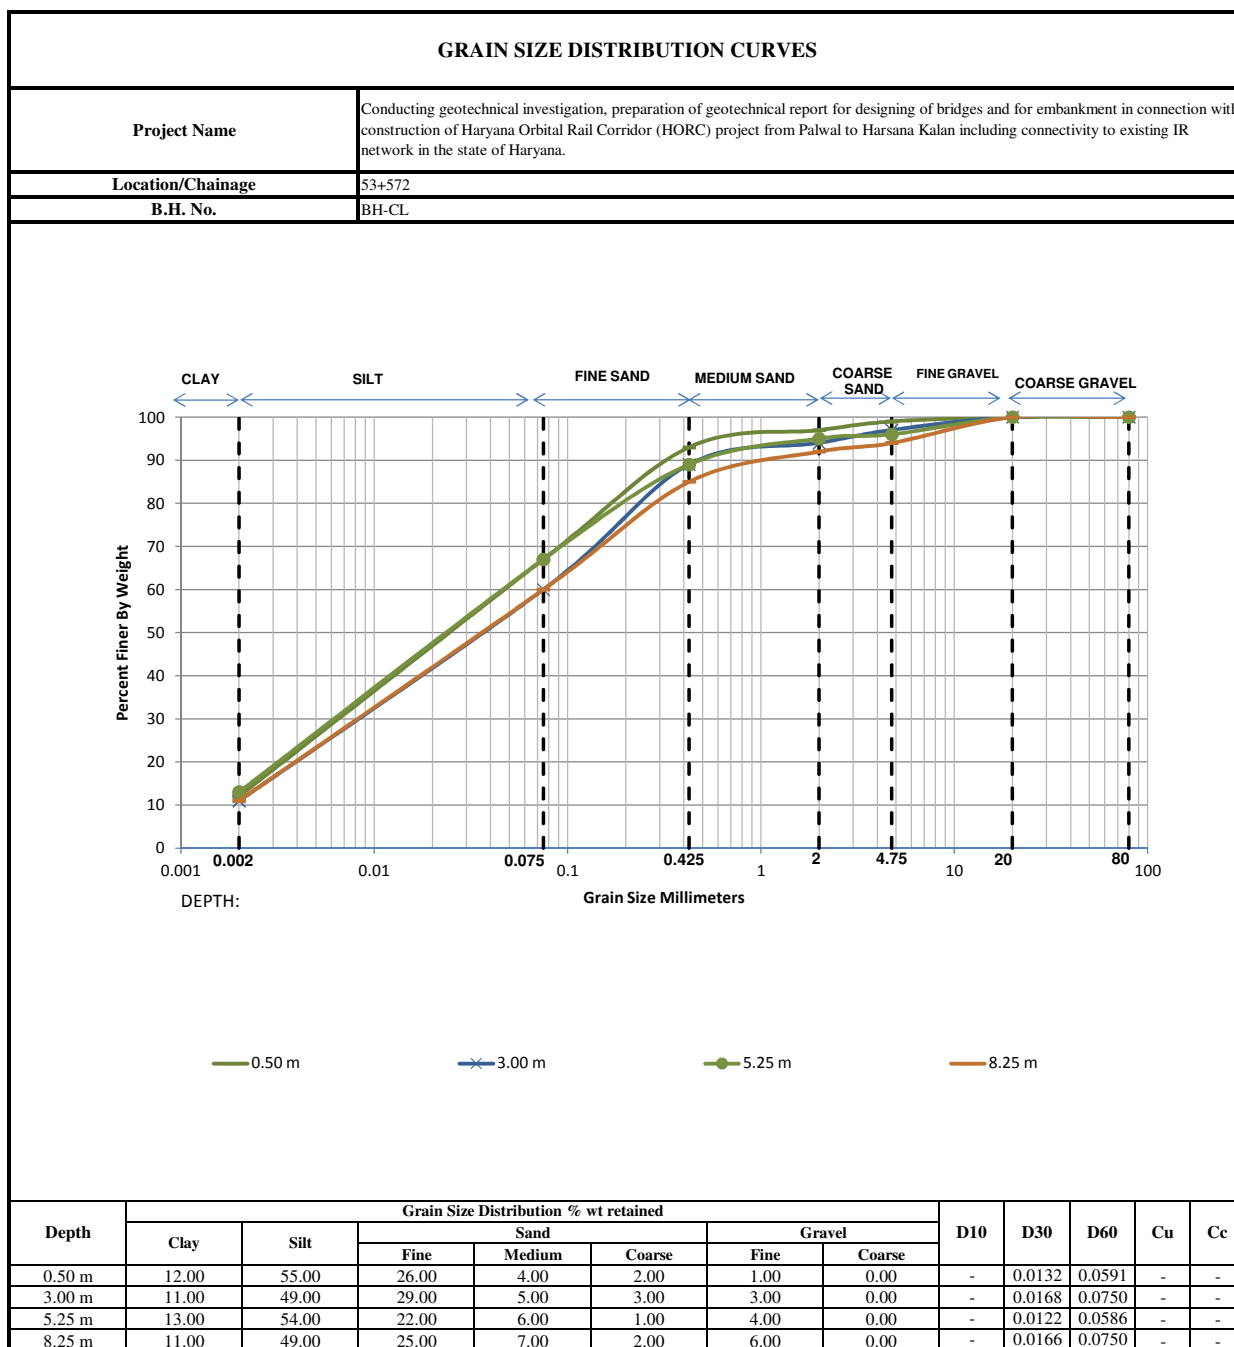 GRAIN SIZE DISTRIBUTION CURVES
Project Name
Conducting geotechnical investigation, preparation of geotechnical report for designing of bridges and for embankment in connection with
construction of Haryana Orbital Rail Corridor (HORC) project from Palwal to Harsana Kalan including connectivity to existing IR
network in the state of Haryana.
Location/Chainage 53+572
B.H. No. BH-CL
CLAY SILT FINE SAND MEDIUM SAND COARSE SAND FINE GRAVEL COARSE GRAVEL
100
90
80
70
60
50
40
30
20
10
0
Percent Finer By Weight
0.002 0.075 0.425 2 4.75 20 80
0.001 0.01 0.1 1 10 100
DEPTH: Grain Size Millimeters
0.50 m 3.00 m 5.25 m 8.25 m
Depth Grain Size Distribution % wt retained D10 D30 D60 Cu Cc
Clay Silt Sand Gravel
Fine Medium Coarse Fine Coarse
0.50 m 12.00 55.00 26.00 4.00 2.00 1.00 0.00 - 0.0132 0.0591 - -
3.00 m 11.00 49.00 29.00 5.00 3.00 3.00 0.00 - 0.0168 0.0750 - -
5.25 m 13.00 54.00 22.00 6.00 1.00 4.00 0.00 - 0.0122 0.0586 - -
8.25 m 11.00 49.00 25.00 7.00 2.00 6.00 0.00 - 0.0166 0.0750 - -